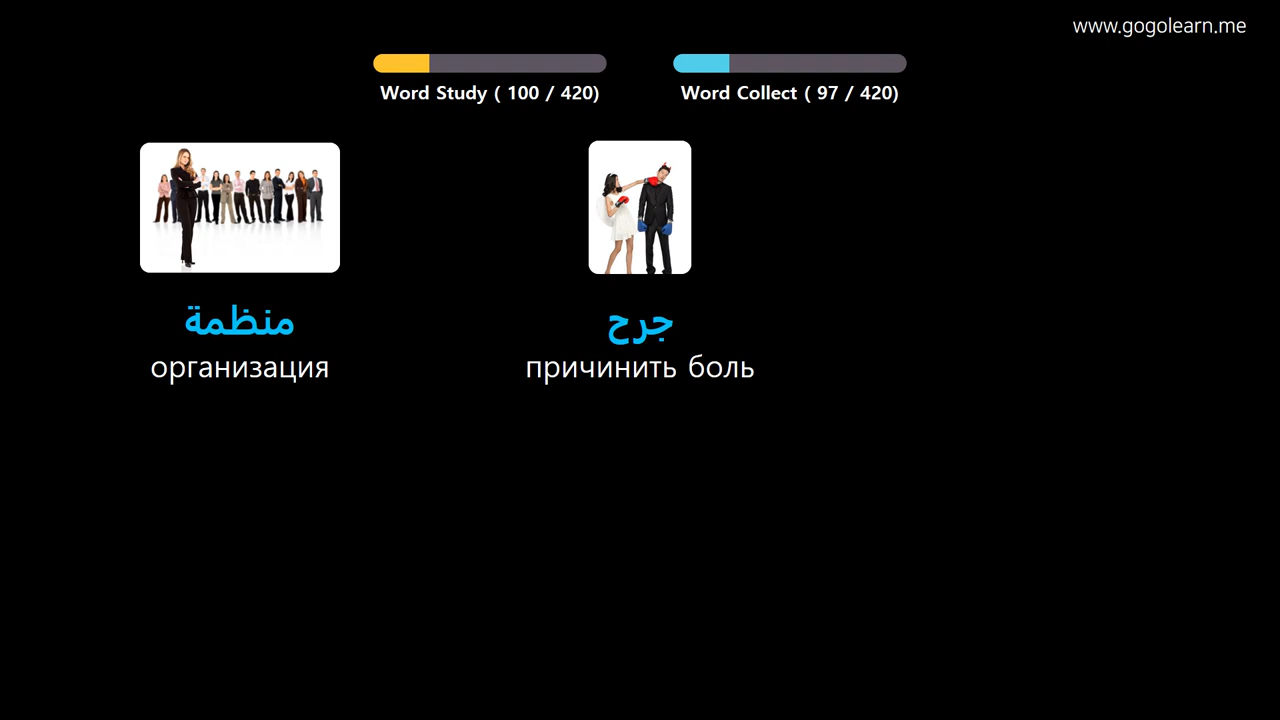 www.gogolearn.me
Word Study ( 100 / 420)
Word Collect ( 97 / 420)
منظمة
организация
جرح
причинить боль